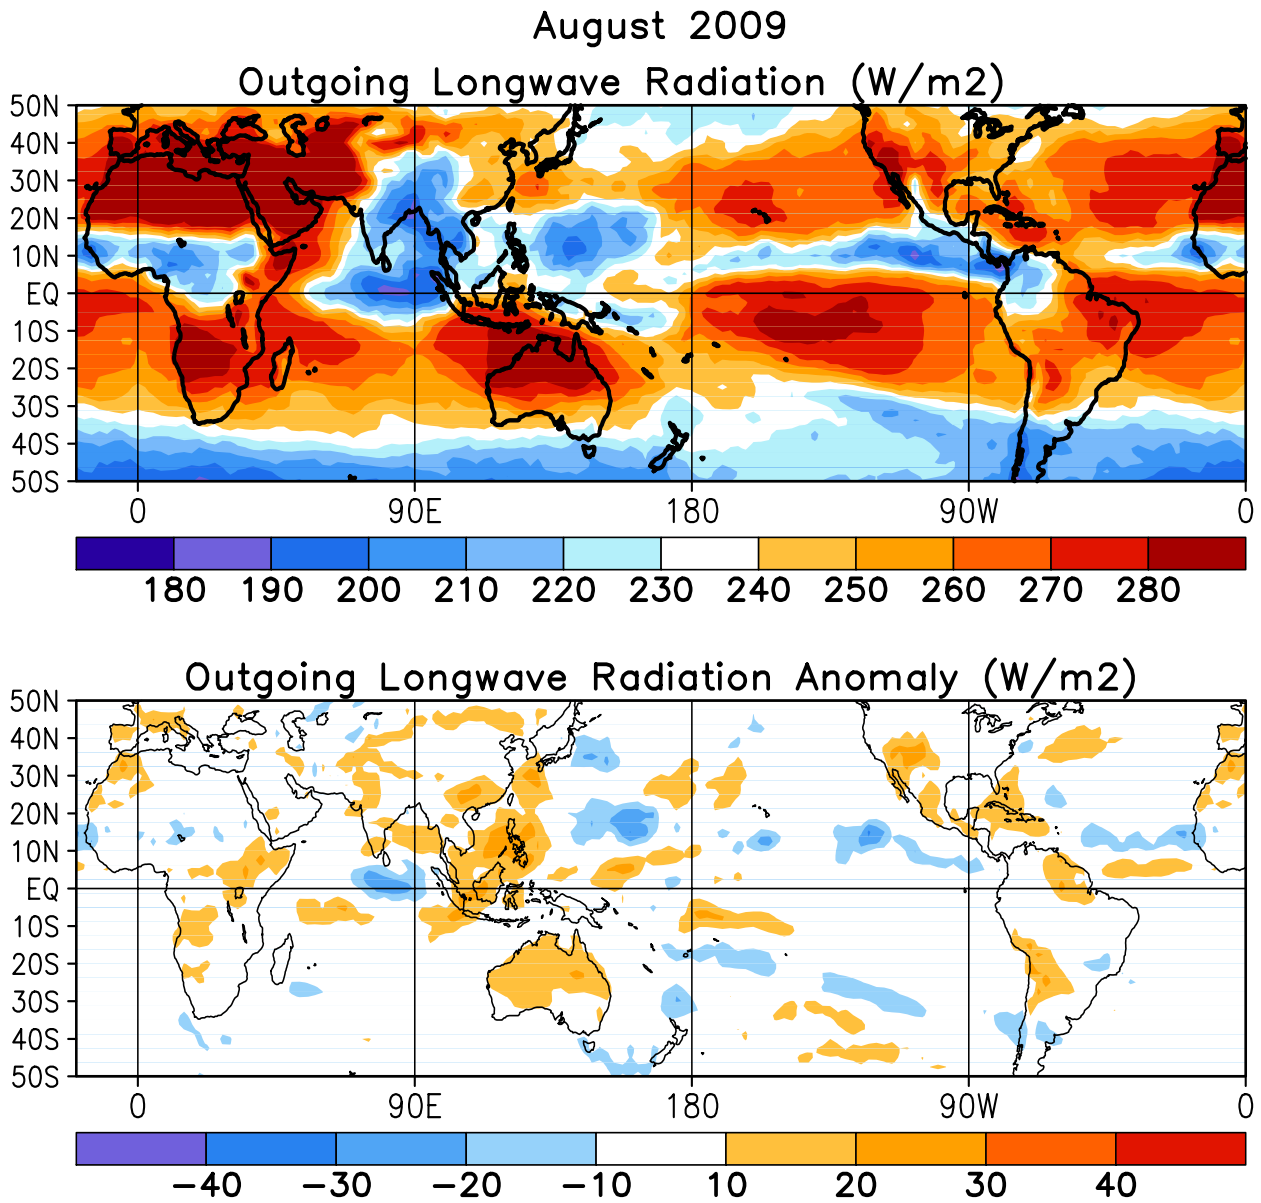 August 2009
Outgoing Longwave Radiation (W/m2)
50N
40N
30N
20N
10N
EQ
10S
20S
30S
40S
50S
0 90E 180 90W 0
180 190 200 210 220 230 240 250 260 270 280
Outgoing Longwave Radiation Anomaly (W/m2)
50N
40N
30N
20N
10N
EQ
10S
20S
30S
40S
50S
0 90E 180 90W 0
−40 −30 −20 −10 10 20 30 40